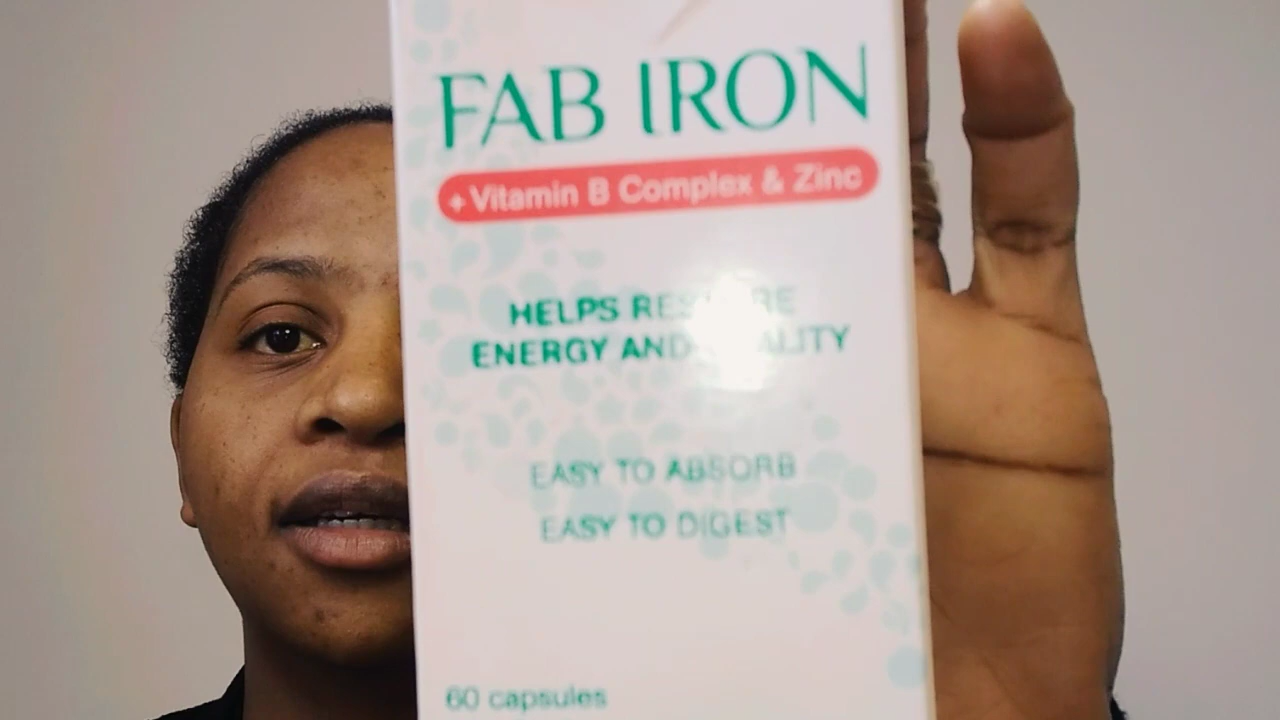 FAB IRON
+ Vitamin B Complex & Zinc
HELPS
ENERGY AND
EASY TO ABSORB
EASY TO DIGEST
60 capsules